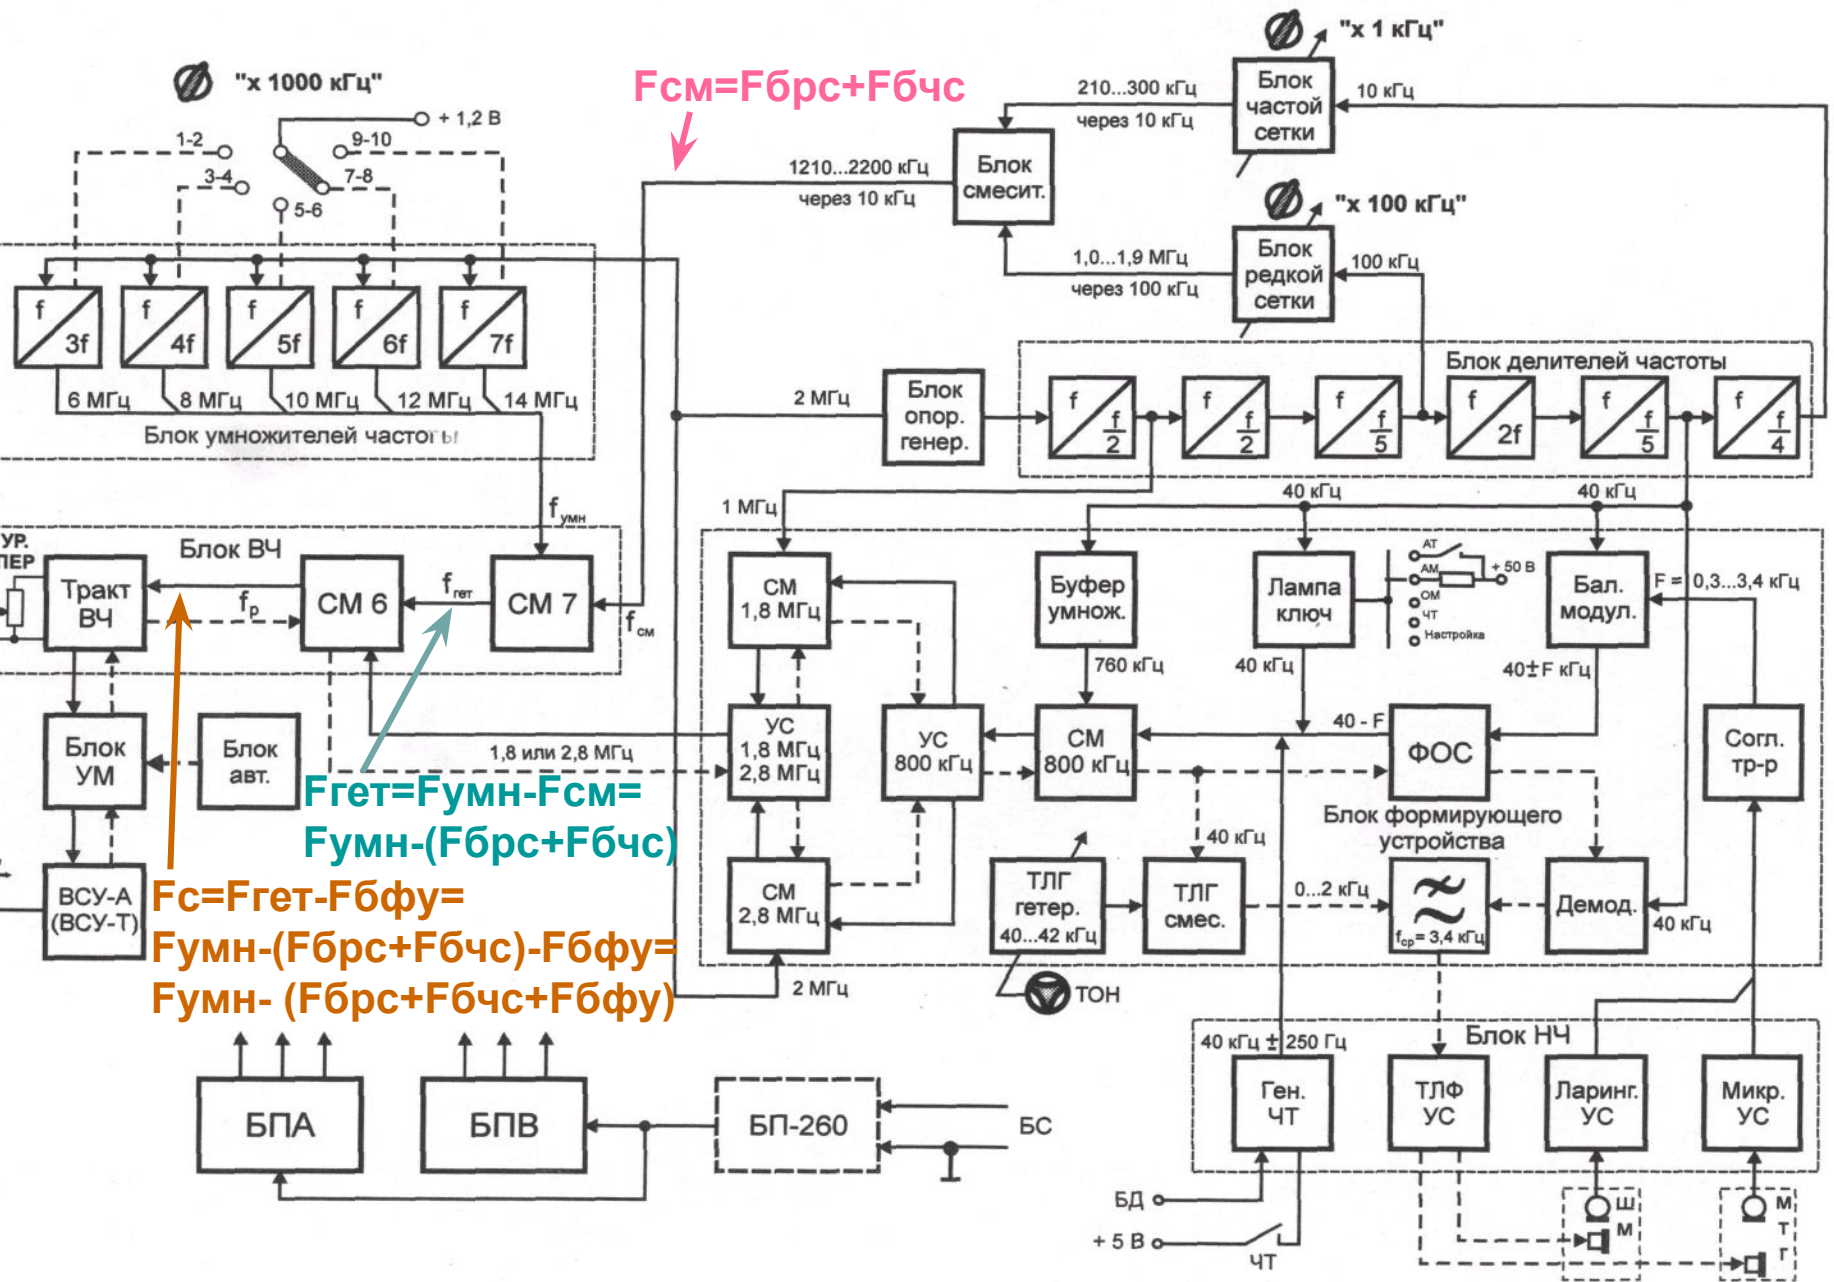 "х 1000 кГц"
+ 1,2 В
1-2
9-10
3-4
7-8
5-6
Fсм=Fбрс+Fбчс
"х 1 кГц"
210...300 кГц
через 10 кГц
Блок
частой
сетки
10 кГц
Блок
смесит.
1210...2200 кГц
через 10 кГц
"х 100 кГц"
1,0...1,9 МГц
через 100 кГц
Блок
редкой
сетки
100 кГц
f
3f
f
4f
f
5f
f
6f
f
7f
6 МГц
8 МГц
10 МГц
12 МГц
14 МГц
Блок умножителей частоты
2 МГц
Блок
опор.
генер.
Блок делителей частоты
f
f
2
f
f
2
f
f
5
f
2f
f
f
5
f
f
4
1 МГц
40 кГц
40 кГц
fумн
УР.
ПЕР
Блок ВЧ
Тракт
ВЧ
fр
СМ 6
fгет
СМ 7
fсм
СМ
1,8 МГц
Буфер
умнож.
Лампа
ключ
АТ
АМ
ОМ
ЧТ
Настройка
+ 50 В
Бал.
модул.
F = 0,3...3,4 кГц
760 кГц
40 кГц
40±F кГц
Блок
УМ
Блок
авт.
1,8 или 2,8 МГц
УС
1,8 МГц
2,8 МГц
УС
800 кГц
СМ
800 кГц
40 - F
ФОС
Согл.
тр-р
Fгет=Fумн-Fсм=
Fумн-(Fбрс+Fбчс)
Блок формирующего
устройства
40 кГц
ВСУ-А
(ВСУ-Т)
Fс=Fгет-Fбфу=
Fумн-(Fбрс+Fбчс)-Fбфу=
Fумн- (Fбрс+Fбчс+Fбфу)
СМ
2,8 МГц
ТЛГ
гетер.
40...42 кГц
ТЛГ
смес.
0...2 кГц
fср= 3,4 кГц
Демод.
40 кГц
2 МГц
ТОН
Блок НЧ
40 кГц ± 250 Гц
БПА
БПВ
БП-260
БС
Ген.
ЧТ
ТЛФ
УС
Ларинг.
УС
Микр.
УС
БД
+ 5 В
ЧТ
Ш
М
М
Т
Г